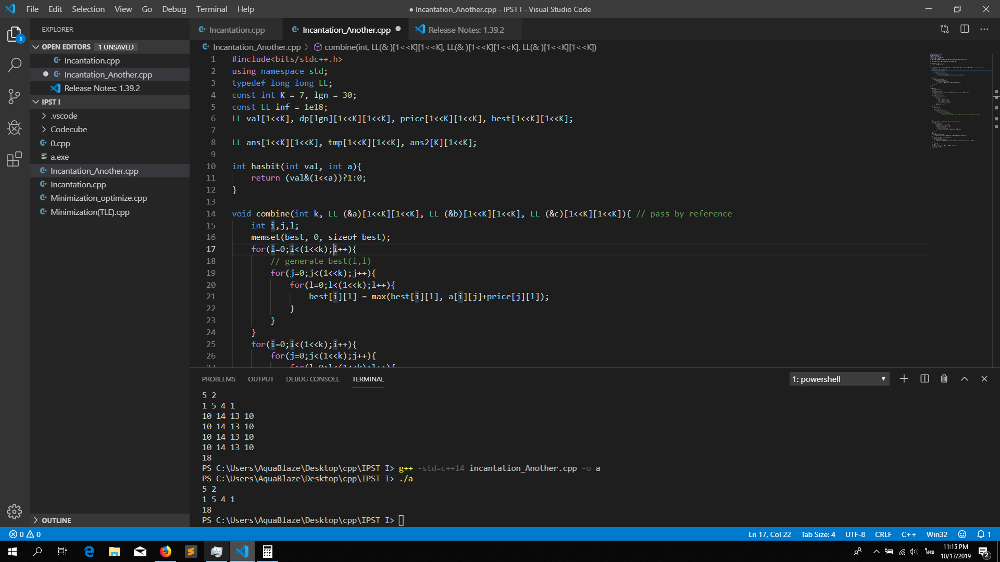 File Edit Selection View Go Debug Terminal Help
● Incantation_Another.cpp - IPST I - Visual Studio Code
EXPLORER
OPEN EDITORS 1 UNSAVED
Incantation.cpp
Incantation_Another.cpp
Release Notes: 1.39.2
IPST I
.vscode
Codecube
0.cpp
a.exe
Incantation_Another.cpp
Incantation.cpp
Minimization_optimize.cpp
Minimization(TLE).cpp
OUTLINE
1
Incantation.cpp Incantation_Another.cpp Release Notes: 1.39.2
Incantation_Another.cpp > combine(int, LL(& )[1<<K][1<<K], LL(& )[1<<K][1<<K], LL(& )[1<<K][1<<K])
1 #include<bits/stdc++.h>
2 using namespace std;
3 typedef long long LL;
4 const int K = 7, lgn = 30;
5 const LL inf = 1e18;
6 LL val[1<<K], dp[lgn][1<<K][1<<K], price[1<<K][1<<K], best[1<<K][1<<K];
7
8 LL ans[1<<K][1<<K], tmp[1<<K][1<<K], ans2[K][1<<K];
9
10 int hasbit(int val, int a){
11 return (val&(1<<a))?1:0;
12 }
13
14 void combine(int k, LL (&a)[1<<K][1<<K], LL (&b)[1<<K][1<<K], LL (&c)[1<<K][1<<K]){ // pass by reference
15 int i,j,l;
16 memset(best, 0, sizeof best);
17 for(i=0;i<(1<<k);i++){
18 // generate best(i,l)
19 for(j=0;j<(1<<k);j++){
20 for(l=0;l<(1<<k);l++){
21 best[i][l] = max(best[i][l], a[i][j]+price[j][l]);
22 }
23 }
24 }
25 for(i=0;i<(1<<k);i++){
26 for(j=0;j<(1<<k);j++){
27 for(l=0;l<(1<<k);l++){
PROBLEMS OUTPUT DEBUG CONSOLE TERMINAL
1: powershell
5 2
1 5 4 1
10 14 13 10
10 14 13 10
10 14 13 10
10 14 13 10
18
PS C:\Users\AquaBlaze\Desktop\cpp\IPST I> g++ -std=c++14 incantation_Another.cpp -o a
PS C:\Users\AquaBlaze\Desktop\cpp\IPST I> ./a
5 2
1 5 4 1
18
PS C:\Users\AquaBlaze\Desktop\cpp\IPST I>
0 0
Ln 17, Col 22 Tab Size: 4 UTF-8 CRLF C++ Win32 1
ไทย
11:15 PM
10/17/2019
2